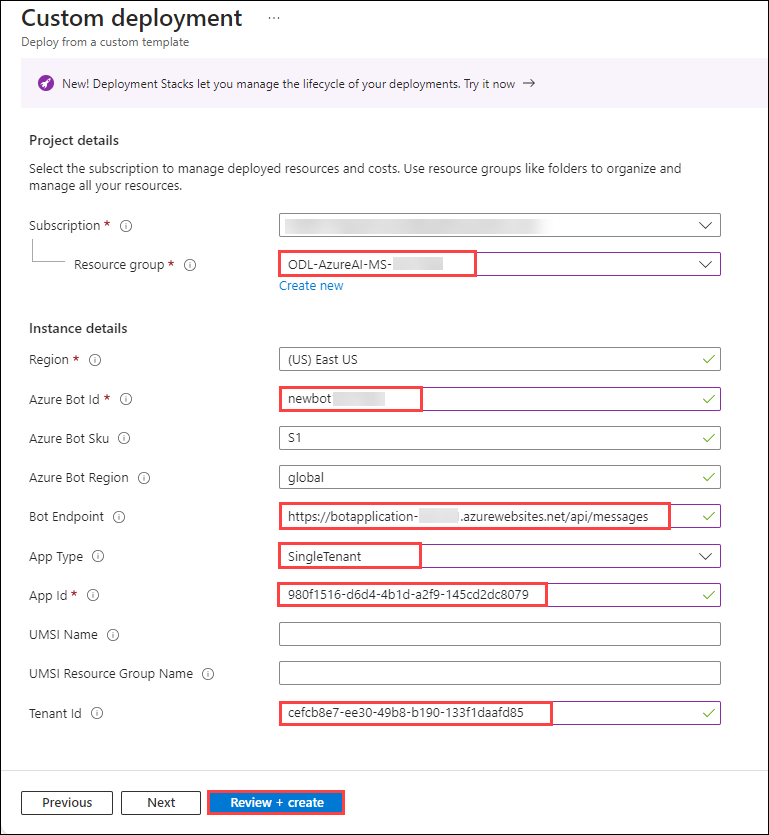 Custom deployment ...
Deploy from a custom template
New! Deployment Stacks let you manage the lifecycle of your deployments. Try it now →
Project details
Select the subscription to manage deployed resources and costs. Use resource groups like folders to organize and
manage all your resources.
Subscription *
Resource group * ODL-AzureAI-MS-
Create new
Instance details
Region * (US) East US
Azure Bot Id * newbot
Azure Bot Sku S1
Azure Bot Region global
Bot Endpoint https://botapplication- .azurewebsites.net/api/messages
App Type SingleTenant
App Id * 980f1516-d6d4-4b1d-a2f9-145cd2dc8079
UMSI Name
UMSI Resource Group Name
Tenant Id cefcb8e7-ee30-49b8-b190-133f1daafd85
Previous Next Review + create